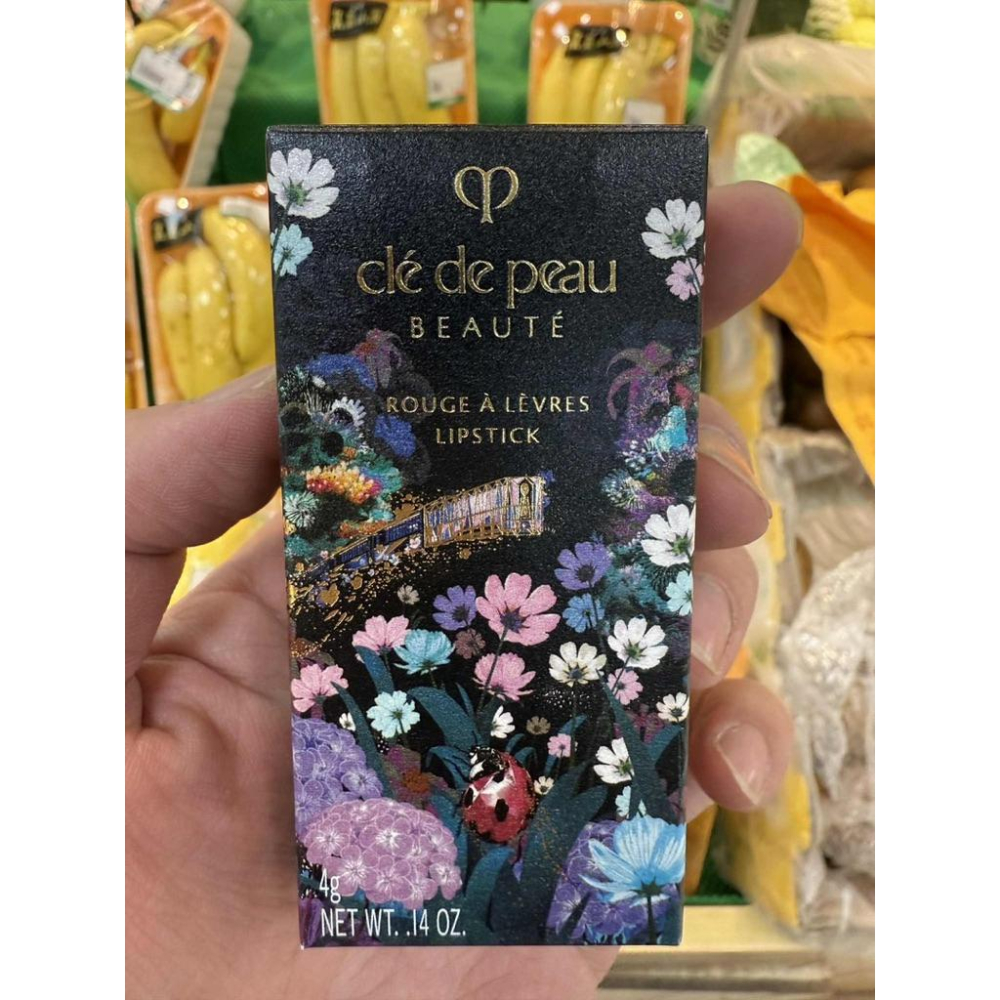 clé de peau
BEAUTÉ
ROUGE À LÈVRES
LIPSTICK
4g
NET WT. .14 OZ.